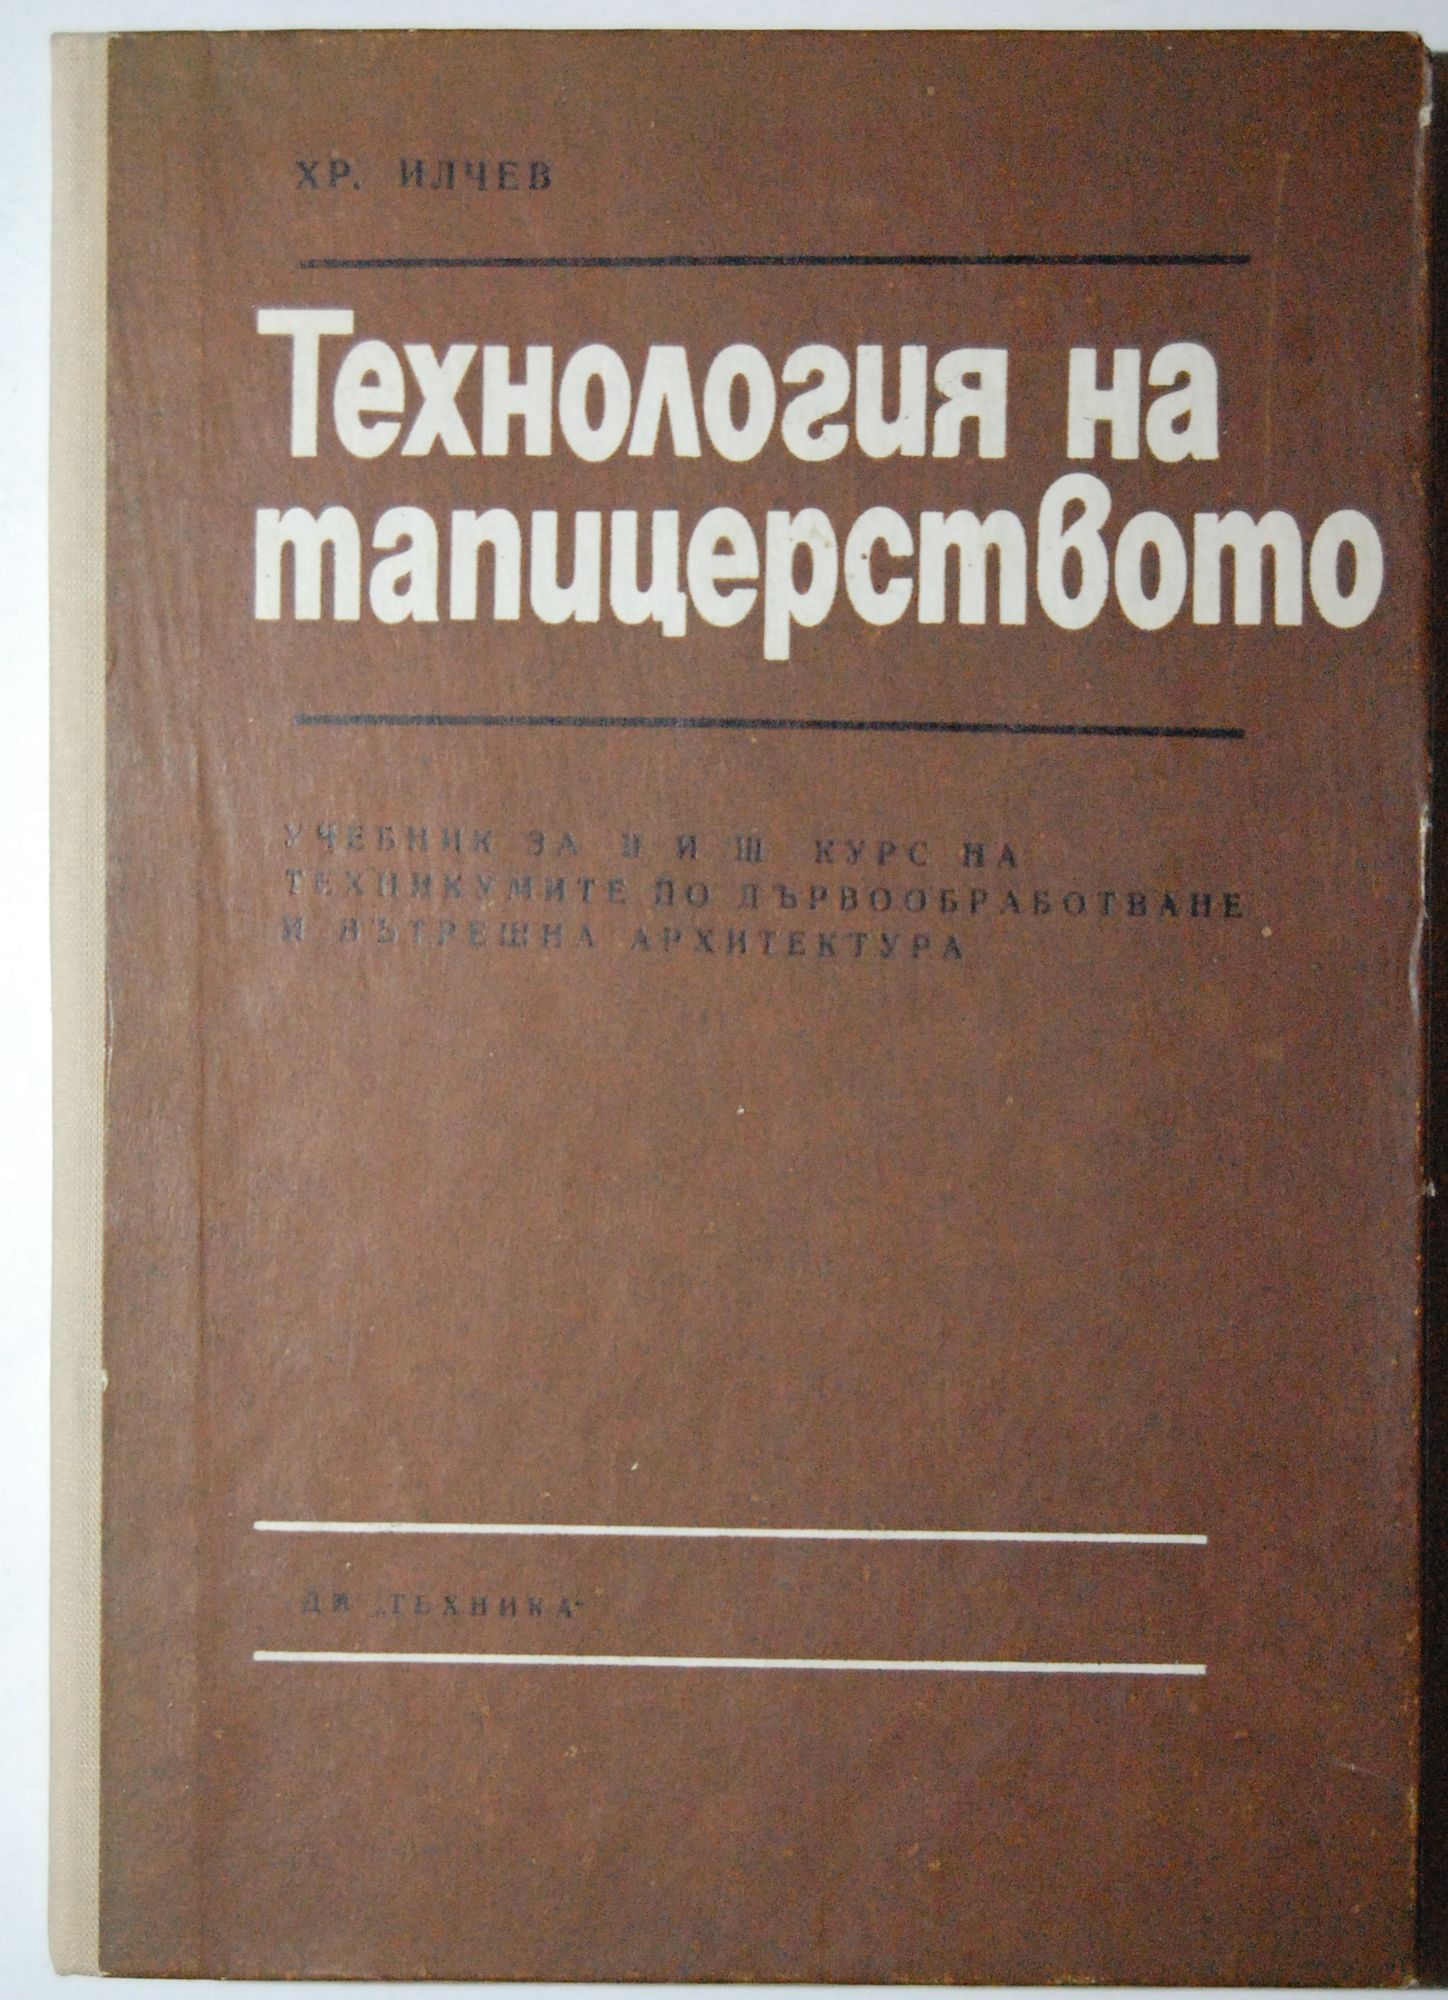 ХР. ИЛЧЕВ
Технология на
тапицерството
УЧЕБНИК ЗА II И III КУРС НА
ТЕХНИКУМИТЕ ПО ДЪРВООБРАБОТВАНЕ
И ВЪТРЕШНА АРХИТЕКТУРА
ДИ „ТЕХНИКА“